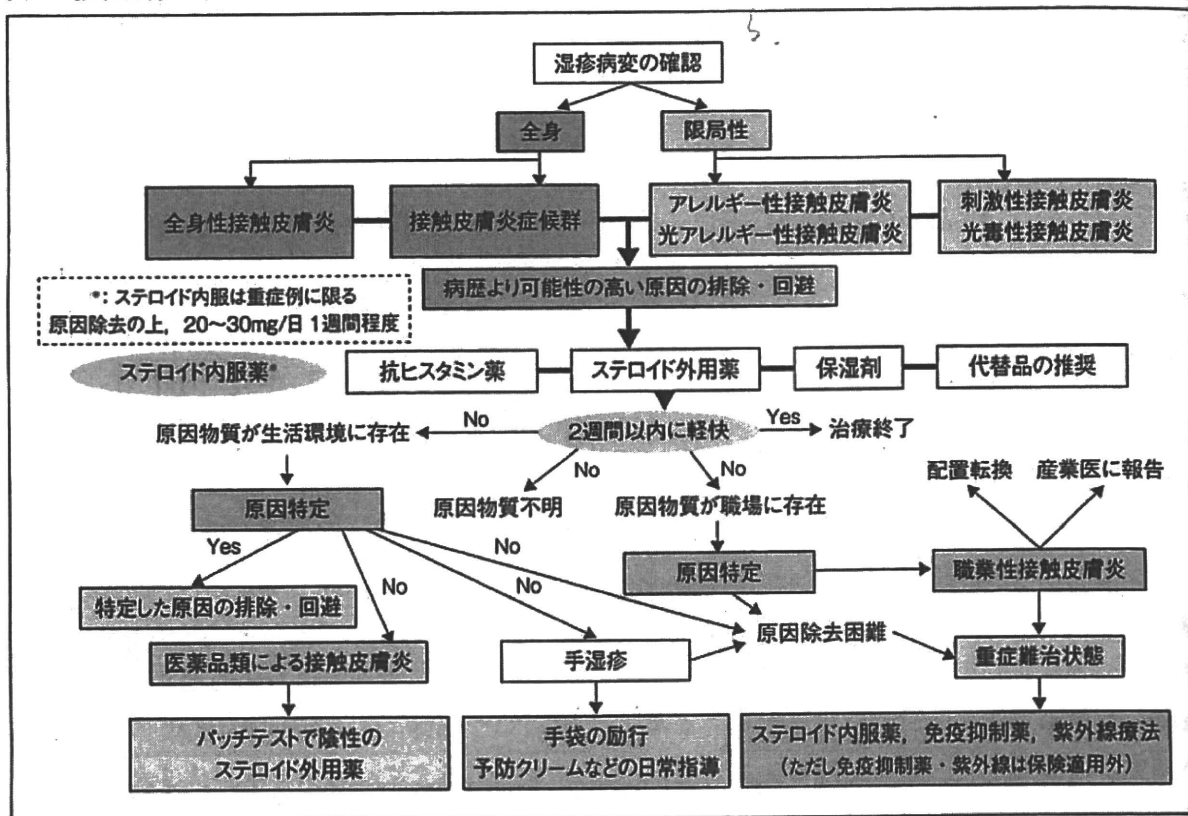 湿疹病変の確認
全身
限局性
全身性接触皮膚炎
接触皮膚炎症候群
アレルギー性接触皮膚炎
光アレルギー性接触皮膚炎
刺激性接触皮膚炎
光毒性接触皮膚炎
病歴より可能性の高い原因の排除・回避
*：ステロイド内服は重症例に限る
原因除去の上，20～30mg/日 1週間程度
ステロイド内服薬*
抗ヒスタミン薬
ステロイド外用薬
保湿剤
代替品の推奨
2週間以内に軽快
Yes
治療終了
No
原因物質が生活環境に存在
No
原因物質不明
No
原因物質が職場に存在
配置転換
産業医に報告
原因特定
原因特定
職業性接触皮膚炎
Yes
特定した原因の排除・回避
No
医薬品類による接触皮膚炎
No
手湿疹
No
原因除去困難
重症難治状態
パッチテストで陰性の
ステロイド外用薬
手袋の励行
予防クリームなどの日常指導
ステロイド内服薬，免疫抑制薬，紫外線療法
（ただし免疫抑制薬・紫外線は保険適用外）